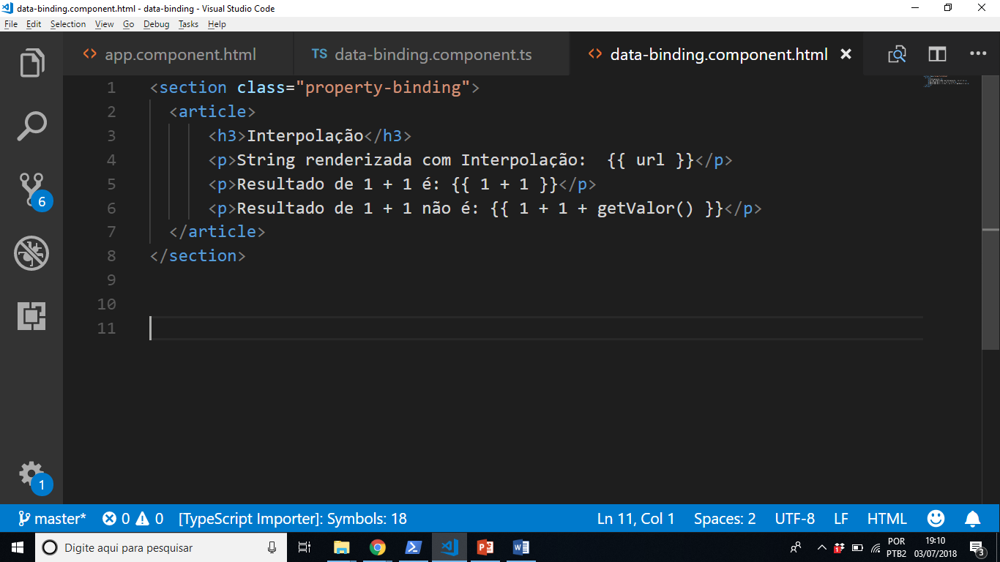 data-binding.component.html - data-binding - Visual Studio Code
File Edit Selection View Go Debug Tasks Help
<> app.component.html TS data-binding.component.ts <> data-binding.component.html
1 <section class="property-binding">
2 <article>
3 <h3>Interpolação</h3>
4 <p>String renderizada com Interpolação:  {{ url }}</p>
5 <p>Resultado de 1 + 1 é: {{ 1 + 1 }}</p>
6 <p>Resultado de 1 + 1 não é: {{ 1 + 1 + getValor() }}</p>
7 </article>
8 </section>
9
10
11
6
1
master* 0 0 [TypeScript Importer]: Symbols: 18 Ln 11, Col 1 Spaces: 2 UTF-8 LF HTML
Digite aqui para pesquisar
POR 19:10
PTB2 03/07/2018 3